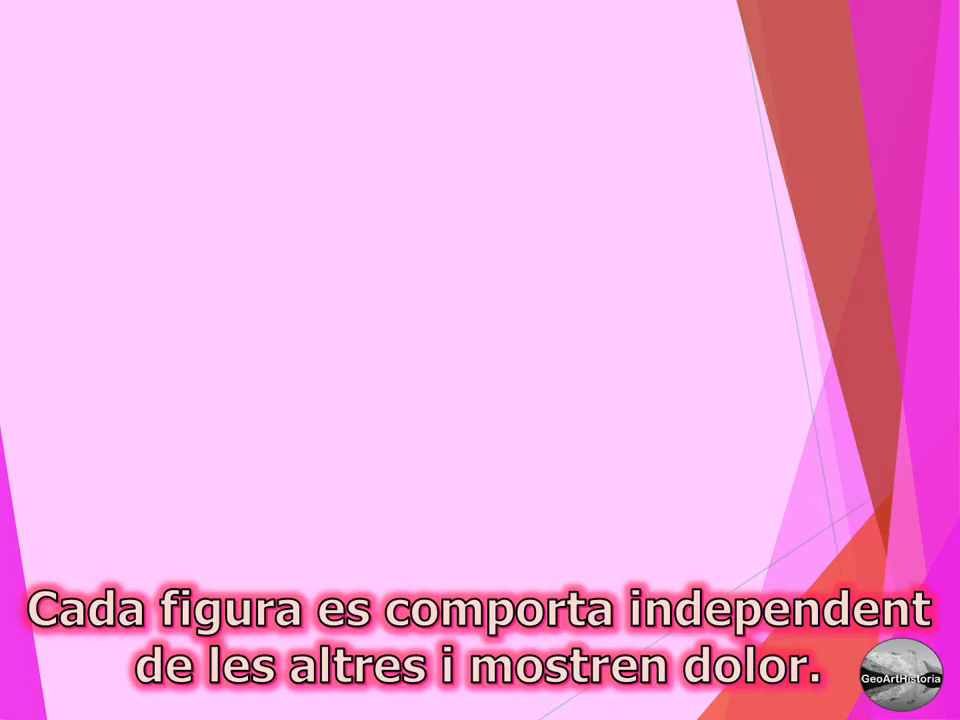 Cada figura es comporta independent
de les altres i mostren dolor.
GeoArtHistoria